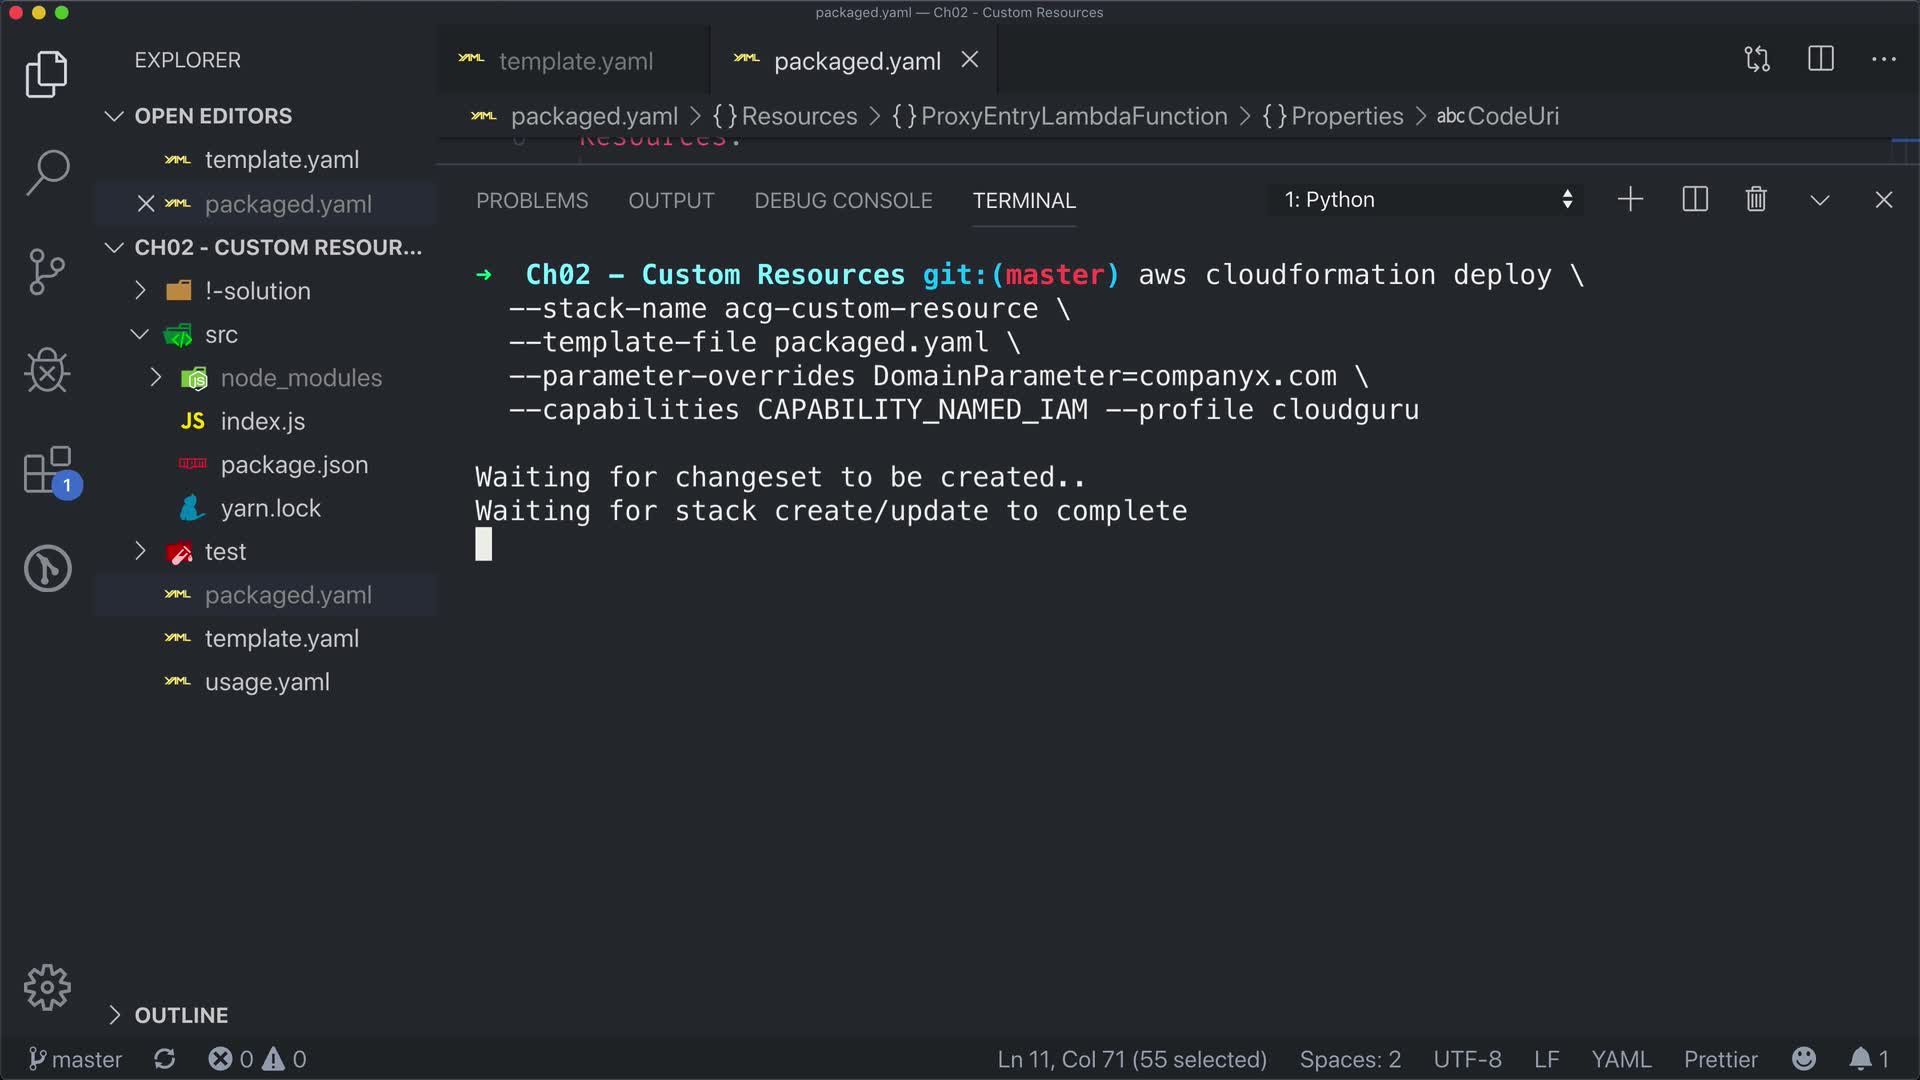 packaged.yaml — Ch02 - Custom Resources
EXPLORER
OPEN EDITORS
template.yaml
packaged.yaml
CH02 - CUSTOM RESOUR...
!-solution
src
node_modules
JS index.js
package.json
yarn.lock
test
packaged.yaml
template.yaml
usage.yaml
OUTLINE
1
template.yaml
packaged.yaml
packaged.yaml > {} Resources > {} ProxyEntryLambdaFunction > {} Properties > abc CodeUri
Resources:
PROBLEMS OUTPUT DEBUG CONSOLE TERMINAL 1: Python
→ Ch02 - Custom Resources git:(master) aws cloudformation deploy \
--stack-name acg-custom-resource \
--template-file packaged.yaml \
--parameter-overrides DomainParameter=companyx.com \
--capabilities CAPABILITY_NAMED_IAM --profile cloudguru
Waiting for changeset to be created..
Waiting for stack create/update to complete
master 0 0 Ln 11, Col 71 (55 selected) Spaces: 2 UTF-8 LF YAML Prettier 1